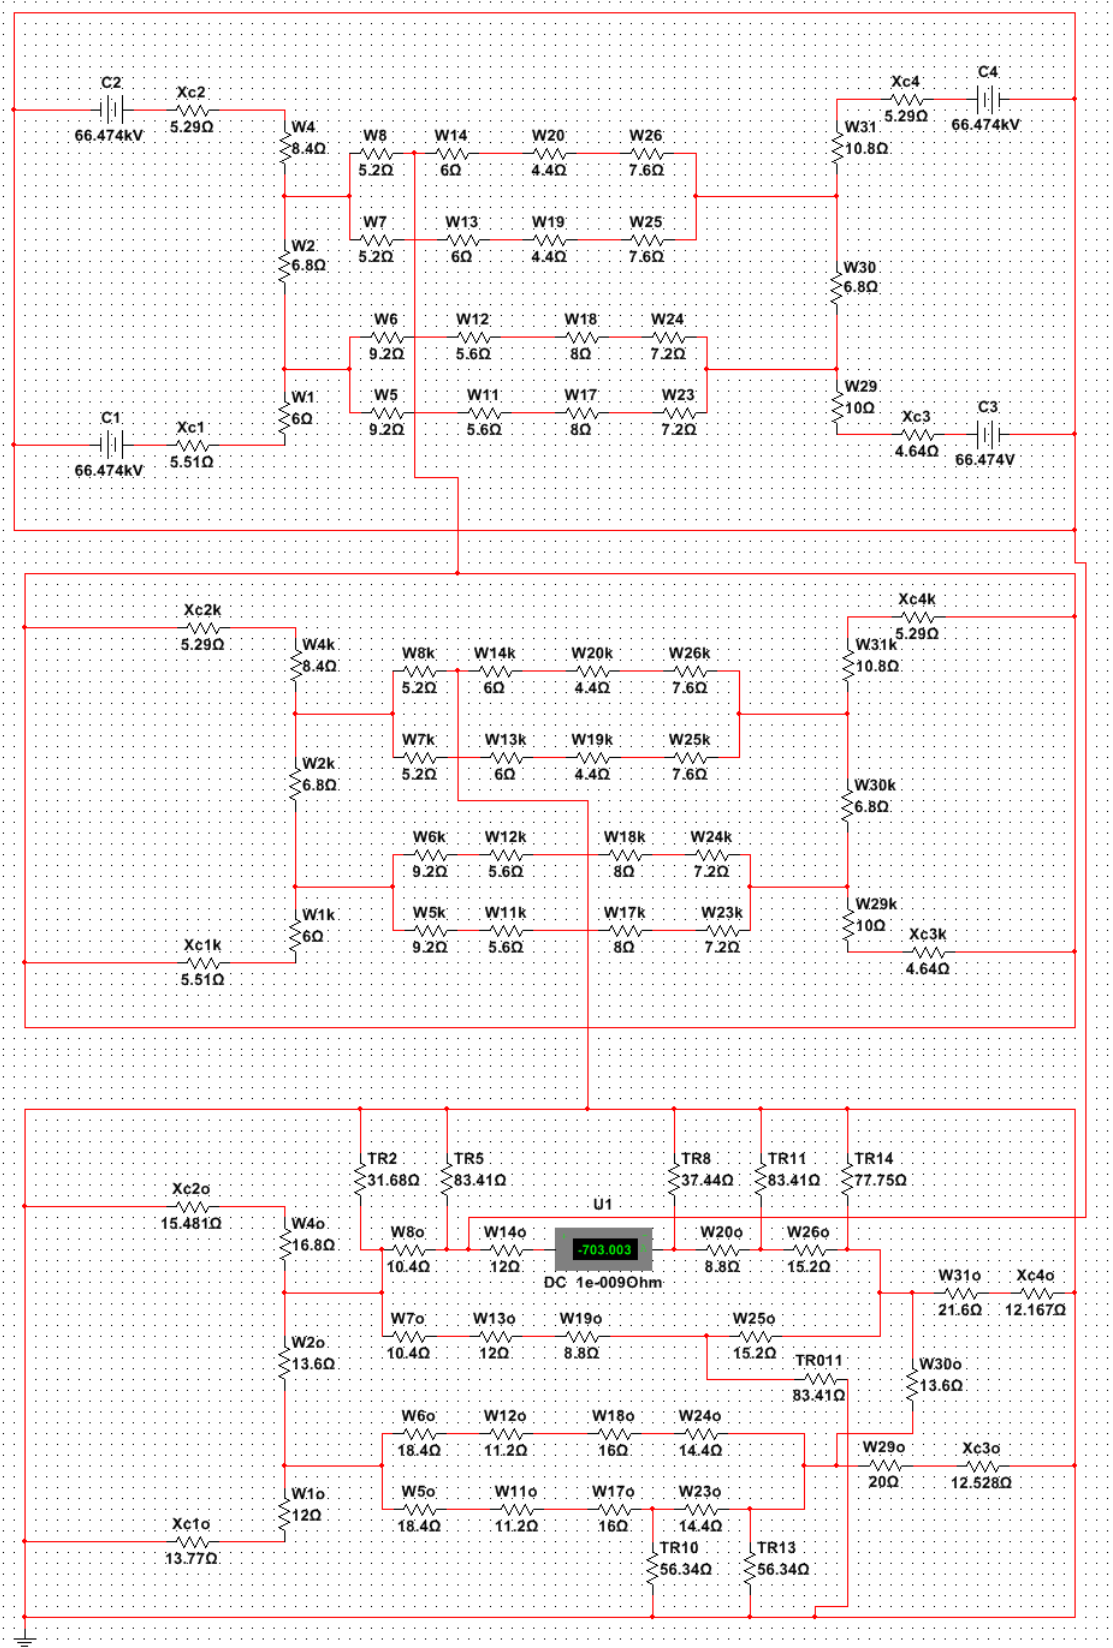 C2
66.474kV
Xc2
5.29Ω
W4
8.4Ω
W8
5.2Ω
W14
6Ω
W20
4.4Ω
W26
7.6Ω
W31
10.8Ω
Xc4
5.29Ω
C4
66.474kV
W7
5.2Ω
W13
6Ω
W19
4.4Ω
W25
7.6Ω
W2
6.8Ω
W30
6.8Ω
W6
9.2Ω
W12
5.6Ω
W18
8Ω
W24
7.2Ω
W5
9.2Ω
W11
5.6Ω
W17
8Ω
W23
7.2Ω
W1
6Ω
C1
66.474kV
Xc1
5.51Ω
W29
10Ω
Xc3
4.64Ω
C3
66.474V
Xc2k
5.29Ω
W4k
8.4Ω
W8k
5.2Ω
W14k
6Ω
W20k
4.4Ω
W26k
7.6Ω
W31k
10.8Ω
Xc4k
5.29Ω
W7k
5.2Ω
W13k
6Ω
W19k
4.4Ω
W25k
7.6Ω
W2k
6.8Ω
W30k
6.8Ω
W6k
9.2Ω
W12k
5.6Ω
W18k
8Ω
W24k
7.2Ω
W5k
9.2Ω
W11k
5.6Ω
W17k
8Ω
W23k
7.2Ω
W1k
6Ω
Xc1k
5.51Ω
W29k
10Ω
Xc3k
4.64Ω
TR2
31.68Ω
TR5
83.41Ω
TR8
37.44Ω
TR11
83.41Ω
TR14
77.75Ω
Xc2o
15.481Ω
W4o
16.8Ω
W8o
10.4Ω
W14o
12Ω
U1
-703.003
DC 1e-009Ohm
W20o
8.8Ω
W26o
15.2Ω
W31o
21.6Ω
Xc4o
12.167Ω
W7o
10.4Ω
W13o
12Ω
W19o
8.8Ω
W25o
15.2Ω
TR011
83.41Ω
W2o
13.6Ω
W30o
13.6Ω
W6o
18.4Ω
W12o
11.2Ω
W18o
16Ω
W24o
14.4Ω
W29o
20Ω
Xc3o
12.528Ω
W5o
18.4Ω
W11o
11.2Ω
W17o
16Ω
W23o
14.4Ω
W1o
12Ω
Xc1o
13.77Ω
TR10
56.34Ω
TR13
56.34Ω